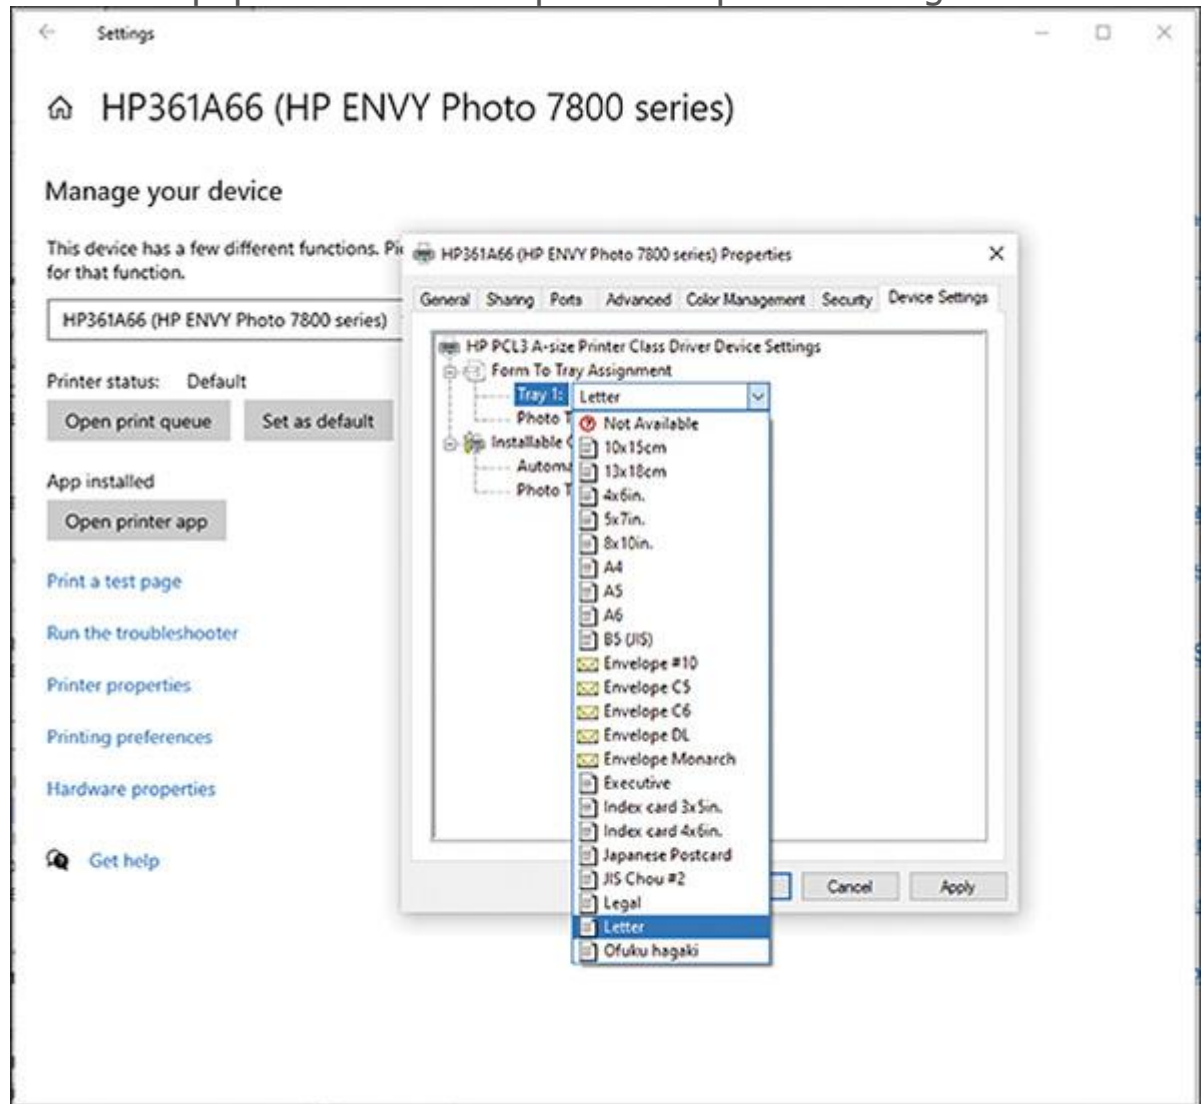 Settings
HP361A66 (HP ENVY Photo 7800 series)
Manage your device
This device has a few different functions.
for that function.
HP361A66 (HP ENVY Photo 7800 series)
Printer status: Default
Open print queue
Set as default
App installed
Open printer app
Print a test page
Run the troubleshooter
Printer properties
Printing preferences
Hardware properties
Get help
HP361A66 (HP ENVY Photo 7800 series) Properties
General Sharing Ports Advanced Color Management Security Device Settings
HP PCL3 A-size Printer Class Driver Device Settings
Form To Tray Assignment
Tray 1: Letter
Photo
Installable
Photo
Not Available
10x15cm
13x18cm
4x6in.
5x7in.
8x10in.
A4
A5
A6
B5 (JIS)
Envelope #10
Envelope C5
Envelope C6
Envelope DL
Envelope Monarch
Executive
Index card 3x5in.
Index card 4x6in.
Japanese Postcard
JIS Chou #2
Legal
Letter
Ofuku hagaki
Cancel
Apply